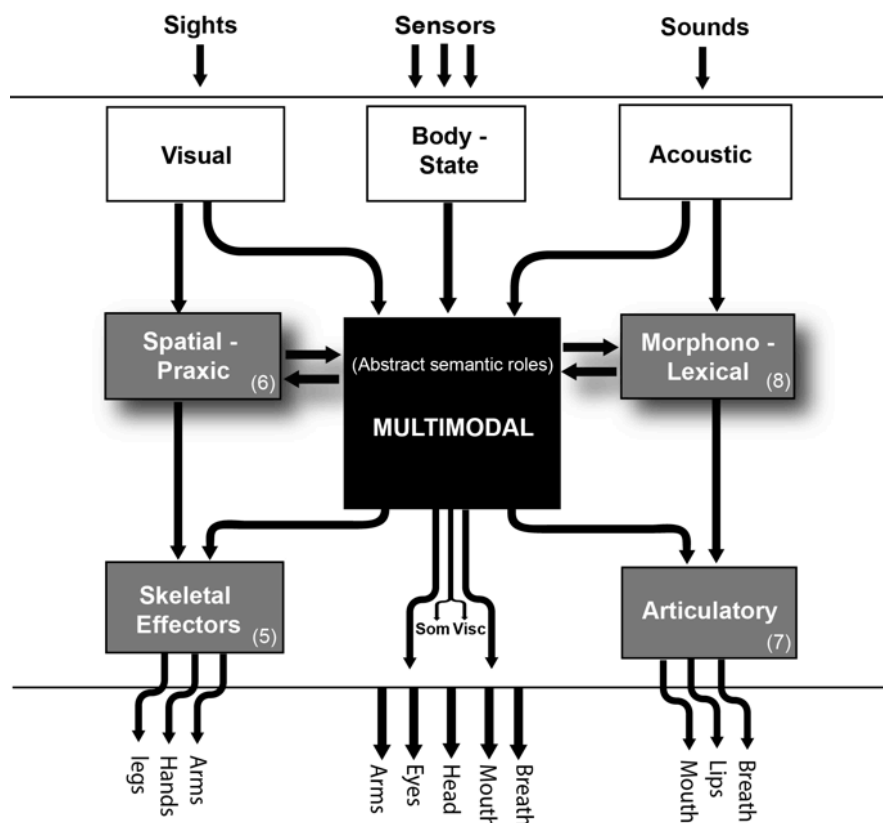 Sights
Sensors
Sounds
Visual
Body -
State
Acoustic
Spatial -
Praxic
(6)
(Abstract semantic roles)
MULTIMODAL
Morphono -
Lexical
(8)
Skeletal
Effectors
(5)
Som Visc
Articulatory
(7)
legs
Hands
Arms
Arms
Eyes
Head
Mouth
Breath
Mouth
Lips
Breath